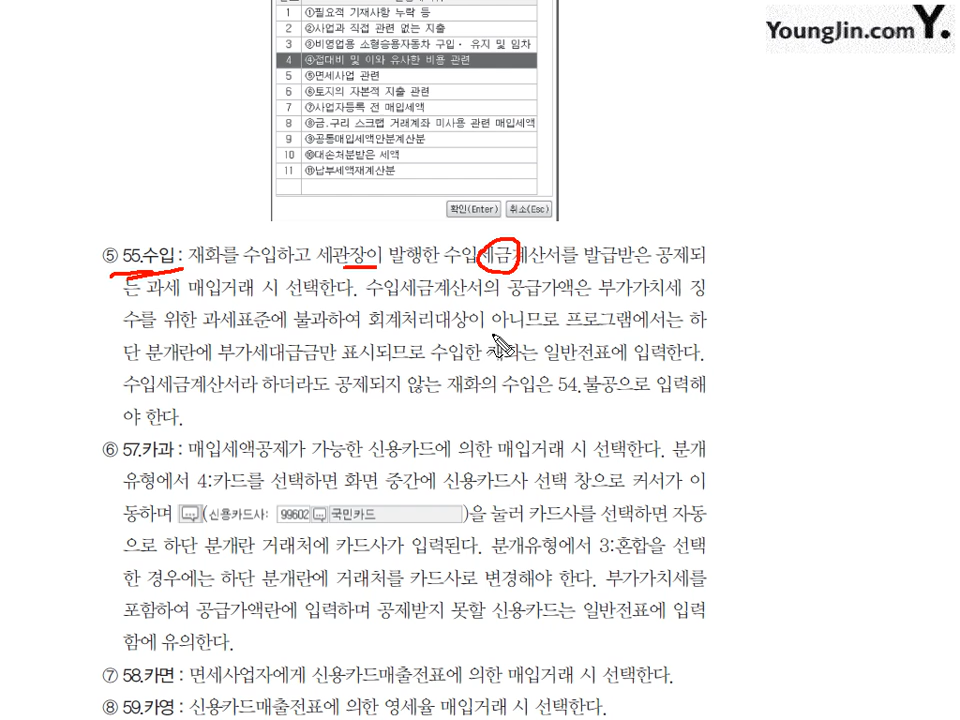 YoungJin.com Y.
1 ①필요적 기재사항 누락 등
2 ②사업과 직접 관련 없는 지출
3 ③비영업용 소형승용자동차 구입· 유지 및 임차
4 ④접대비 및 이와 유사한 비용 관련
5 ⑤면세사업 관련
6 ⑥토지의 자본적 지출 관련
7 ⑦사업자등록 전 매입세액
8 ⑧금.구리 스크랩 거래계좌 미사용 관련 매입세액
9 ⑨공통매입세액안분계산분
10 ⑩대손처분받은 세액
11 ⑪납부세액재계산분
확인(Enter) 취소(Esc)
⑤ 55.수입 : 재화를 수입하고 세관장이 발행한 수입세금계산서를 발급받은 공제되
든 과세 매입거래 시 선택한다. 수입세금계산서의 공급가액은 부가가치세 징
수를 위한 과세표준에 불과하여 회계처리대상이 아니므로 프로그램에서는 하
단 분개란에 부가세대급금만 표시되므로 수입한 는 일반전표에 입력한다.
수입세금계산서라 하더라도 공제되지 않는 재화의 수입은 54.불공으로 입력해
야 한다.
⑥ 57.카과 : 매입세액공제가 가능한 신용카드에 의한 매입거래 시 선택한다. 분개
유형에서 4:카드를 선택하면 화면 중간에 신용카드사 선택 창으로 커서가 이
동하며 (신용카드사: 99602 국민카드 )을 눌러 카드사를 선택하면 자동
으로 하단 분개란 거래처에 카드사가 입력된다. 분개유형에서 3:혼합을 선택
한 경우에는 하단 분개란에 거래처를 카드사로 변경해야 한다. 부가가치세를
포함하여 공급가액란에 입력하며 공제받지 못할 신용카드는 일반전표에 입력
함에 유의한다.
⑦ 58.카면 : 면세사업자에게 신용카드매출전표에 의한 매입거래 시 선택한다.
⑧ 59.카영 : 신용카드매출전표에 의한 영세율 매입거래 시 선택한다.